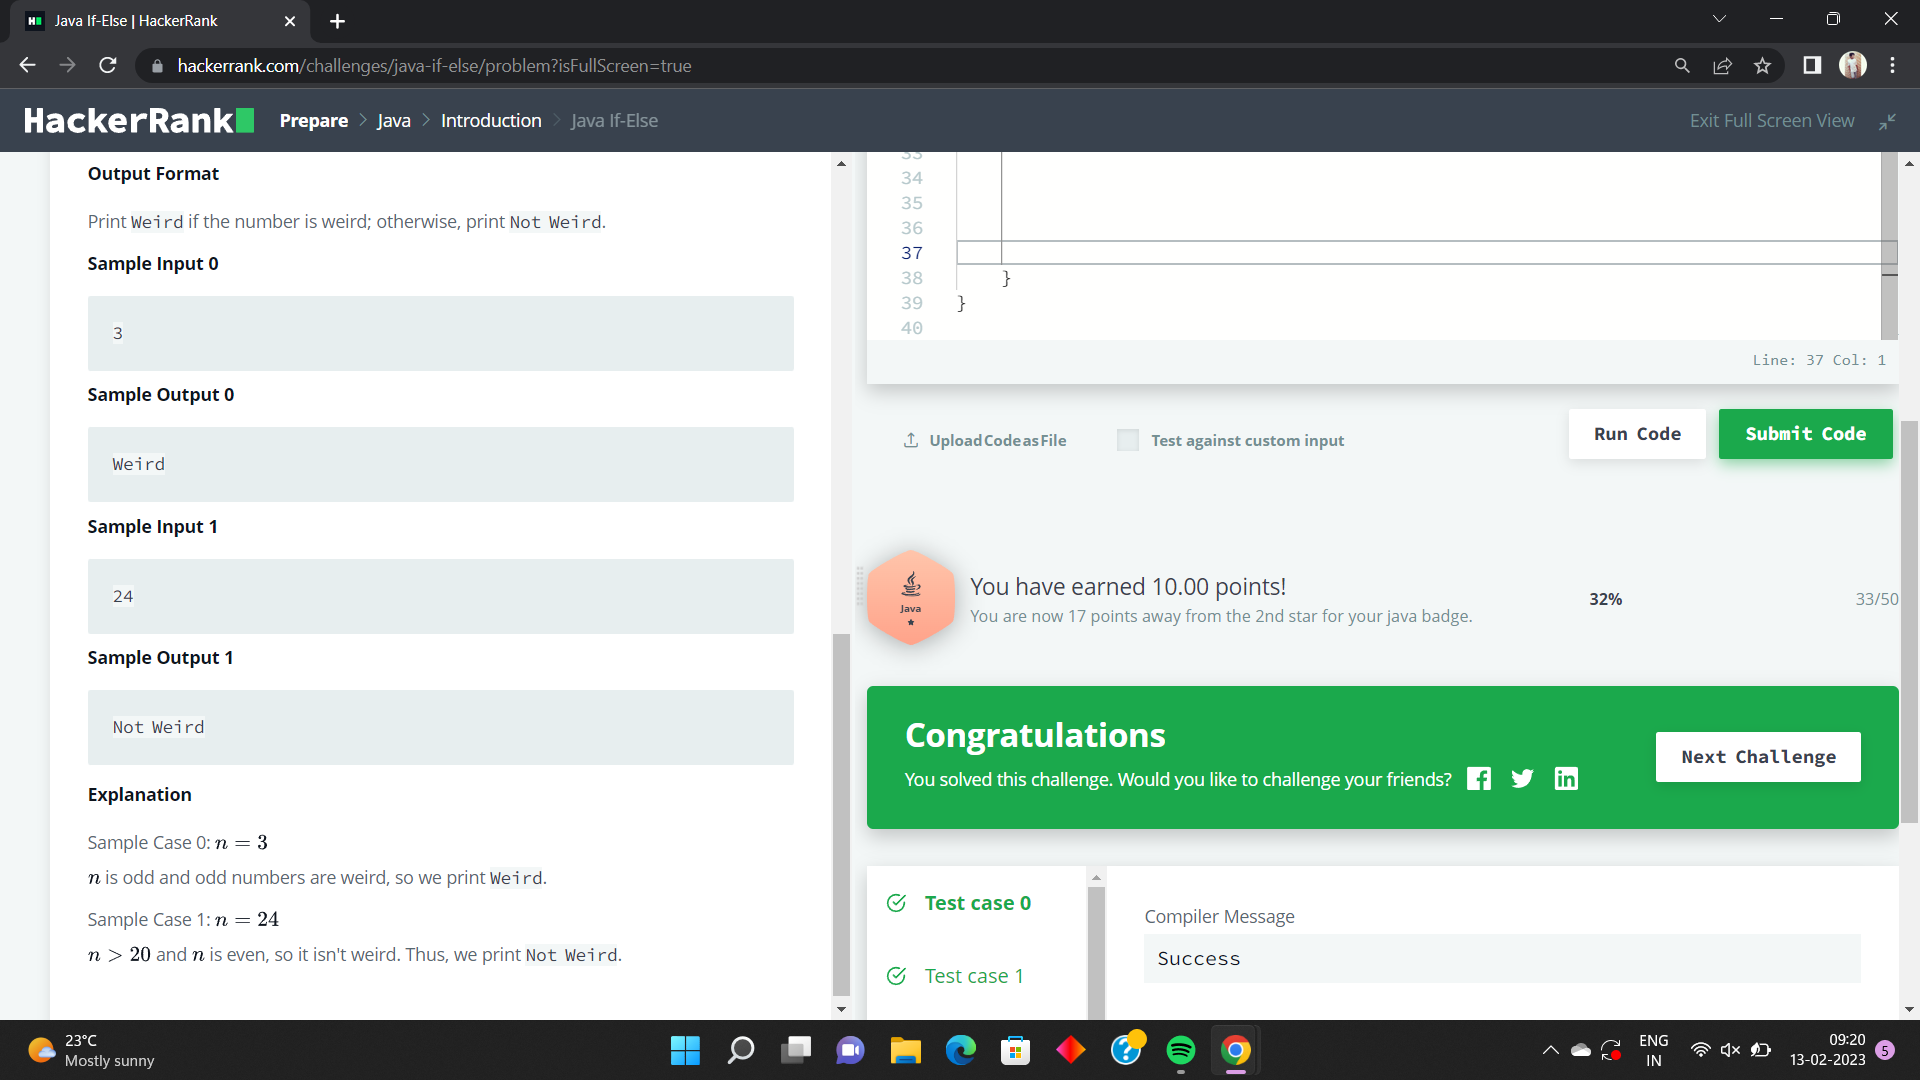 Java If-Else | HackerRank
hackerrank.com/challenges/java-if-else/problem?isFullScreen=true
HackerRank
Prepare > Java > Introduction > Java If-Else
Exit Full Screen View
Output Format
Print Weird if the number is weird; otherwise, print Not Weird.
Sample Input 0
3
Sample Output 0
Weird
Sample Input 1
24
Sample Output 1
Not Weird
Explanation
Sample Case 0: n = 3
n is odd and odd numbers are weird, so we print Weird.
Sample Case 1: n = 24
n > 20 and n is even, so it isn't weird. Thus, we print Not Weird.
33
34
35
36
37
38 }
39 }
40
Line: 37 Col: 1
Upload Code as File
Test against custom input
Run Code
Submit Code
Java
You have earned 10.00 points!
You are now 17 points away from the 2nd star for your java badge.
32%
33/50
Congratulations
You solved this challenge. Would you like to challenge your friends?
Next Challenge
Test case 0
Test case 1
Compiler Message
Success
23°C
Mostly sunny
ENG
IN
09:20
13-02-2023
5